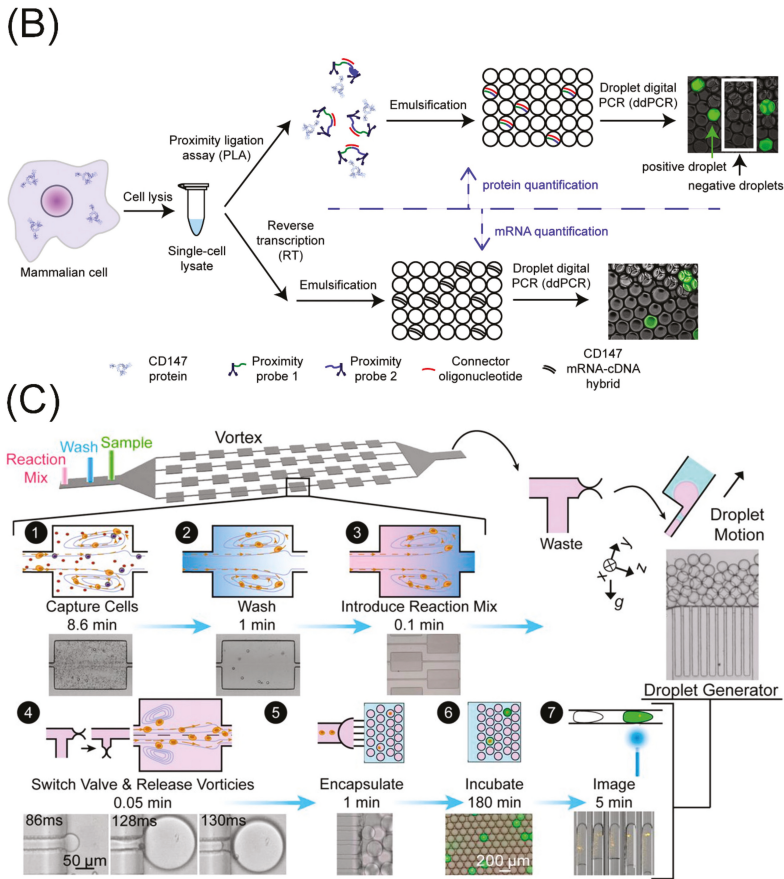 (B)
Proximity ligation
assay (PLA)
Emulsification
Droplet digital
PCR (ddPCR)
positive droplet
negative droplets
Cell lysis
protein quantification
mRNA quantification
Mammalian cell
Single-cell
lysate
Reverse
transcription
(RT)
Emulsification
Droplet digital
PCR (ddPCR)
CD147
protein
Proximity
probe 1
Proximity
probe 2
Connector
oligonucleotide
CD147
mRNA-cDNA
hybrid
(C)
Reaction
Mix
Wash
Sample
Vortex
Waste
Droplet
Motion
y
x
z
g
1
2
3
Capture Cells
8.6 min
Wash
1 min
Introduce Reaction Mix
0.1 min
Droplet Generator
4
5
6
7
Switch Valve & Release Vorticies
0.05 min
Encapsulate
1 min
Incubate
180 min
Image
5 min
86ms
50 µm
128ms
130ms
200 µm